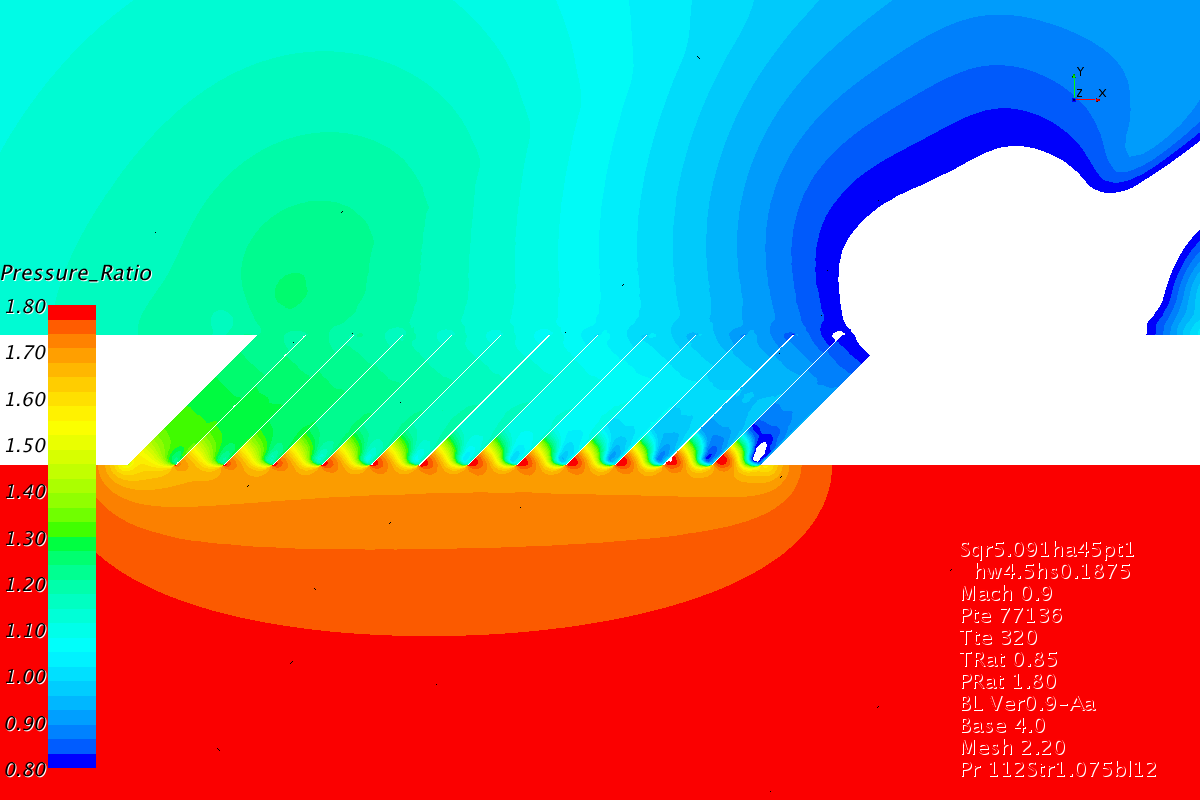 Y
Z X
Pressure_Ratio
1.80
1.70
1.60
1.50
1.40
1.30
1.20
1.10
1.00
0.90
0.80
Sqr5.091ha45pt1
hw4.5hs0.1875
Mach 0.9
Pte 77136
Tte 320
TRat 0.85
PRat 1.80
BL Ver0.9-Aa
Base 4.0
Mesh 2.20
Pr 112Str1.075bl12